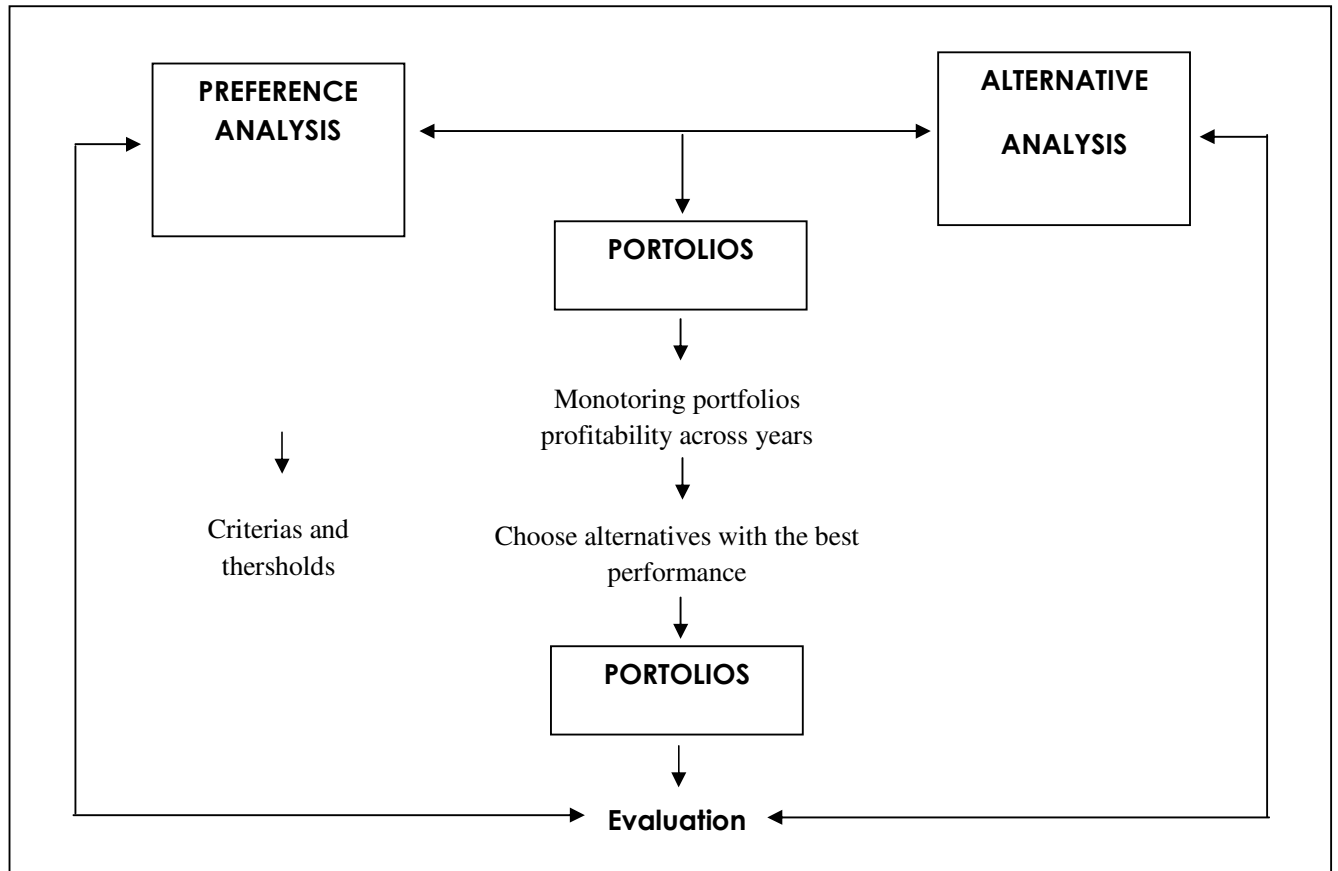 PREFERENCE
ANALYSIS
ALTERNATIVE
ANALYSIS
PORTOLIOS
Monotoring portfolios
profitability across years
Criterias and
thersholds
Choose alternatives with the best
performance
PORTOLIOS
Evaluation